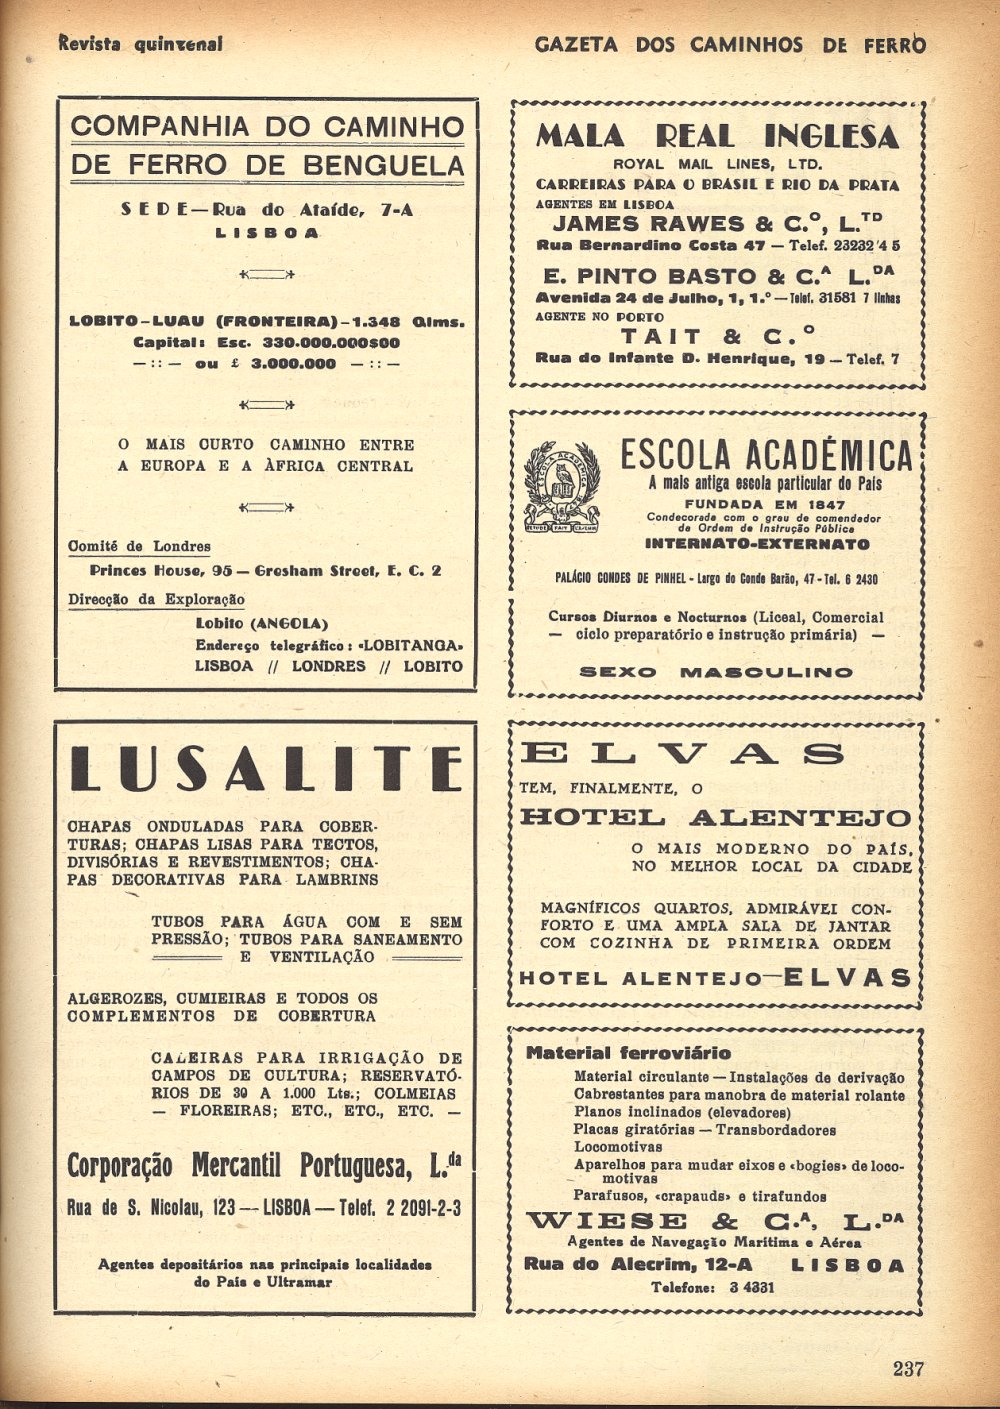 Revista quinzenal
GAZETA DOS CAMINHOS DE FERRO
COMPANHIA DO CAMINHO
DE FERRO DE BENGUELA
SEDE—Rua do Ataíde, 7-A
LISBOA
LOBITO-LUAU (FRONTEIRA)-1.348 Qlms.
Capital: Esc. 330.000.000$00
— :: — ou £ 3.000.000 — :: —
O MAIS CURTO CAMINHO ENTRE
A EUROPA E A ÀFRICA CENTRAL
Comité de Londres
Princes House, 95 — Gresham Street, E. C. 2
Direcção da Exploração
Lobito (ANGOLA)
Endereço telegráfico: «LOBITANGA»
LISBOA // LONDRES // LOBITO
LUSALITE
CHAPAS ONDULADAS PARA COBER-
TURAS; CHAPAS LISAS PARA TECTOS,
DIVISÓRIAS E REVESTIMENTOS; CHA-
PAS DECORATIVAS PARA LAMBRINS
TUBOS PARA ÁGUA COM E SEM
PRESSÃO; TUBOS PARA SANEAMENTO
E VENTILAÇÃO
ALGEROZES, CUMIEIRAS E TODOS OS
COMPLEMENTOS DE COBERTURA
CALEIRAS PARA IRRIGAÇÃO DE
CAMPOS DE CULTURA; RESERVATÓ-
RIOS DE 30 A 1.000 Lts.; COLMEIAS
— FLOREIRAS; ETC., ETC., ETC. —
Corporação Mercantil Portuguesa, L.da
Rua de S. Nicolau, 123 — LISBOA — Telef. 2 2091-2-3
Agentes depositários nas principais localidades
do País e Ultramar
MALA REAL INGLESA
ROYAL MAIL LINES, LTD.
CARREIRAS PARA O BRASIL E RIO DA PRATA
AGENTES EM LISBOA
JAMES RAWES & C.º, L.TD
Rua Bernardino Costa 47 — Telef. 23232 4 5
E. PINTO BASTO & C.A L.DA
Avenida 24 de Julho, 1, 1.º — Telef. 31581 7 linhas
AGENTE NO PORTO
TAIT & C.º
Rua do Infante D. Henrique, 19 — Telef. 7
ESCOLA ACADÉMICA
ESCOLA ACADÉMICA
A mais antiga escola particular do País
FUNDADA EM 1847
Condecorada com o grau de comendador
da Ordem de Instrução Pública
INTERNATO-EXTERNATO
PALÁCIO CONDES DE PINHEL - Largo do Conde Barão, 47 - Tel. 6 2430
Cursos Diurnos e Nocturnos (Liceal, Comercial
— ciclo preparatório e instrução primária) —
SEXO MASCULINO
ELVAS
TEM, FINALMENTE, O
HOTEL ALENTEJO
O MAIS MODERNO DO PAÍS,
NO MELHOR LOCAL DA CIDADE
MAGNÍFICOS QUARTOS, ADMIRÁVEI CON-
FORTO E UMA AMPLA SALA DE JANTAR
COM COZINHA DE PRIMEIRA ORDEM
HOTEL ALENTEJO—ELVAS
Material ferroviário
Material circulante — Instalações de derivação
Cabrestantes para manobra de material rolante
Planos inclinados (elevadores)
Placas giratórias — Transbordadores
Locomotivas
Aparelhos para mudar eixos e «bogies» de loco-
motivas
Parafusos, «crapauds» e tirafundos
WIESE & C.A, L.DA
Agentes de Navegação Marítima e Aérea
Rua do Alecrim, 12-A LISBOA
Telefone: 3 4331
237